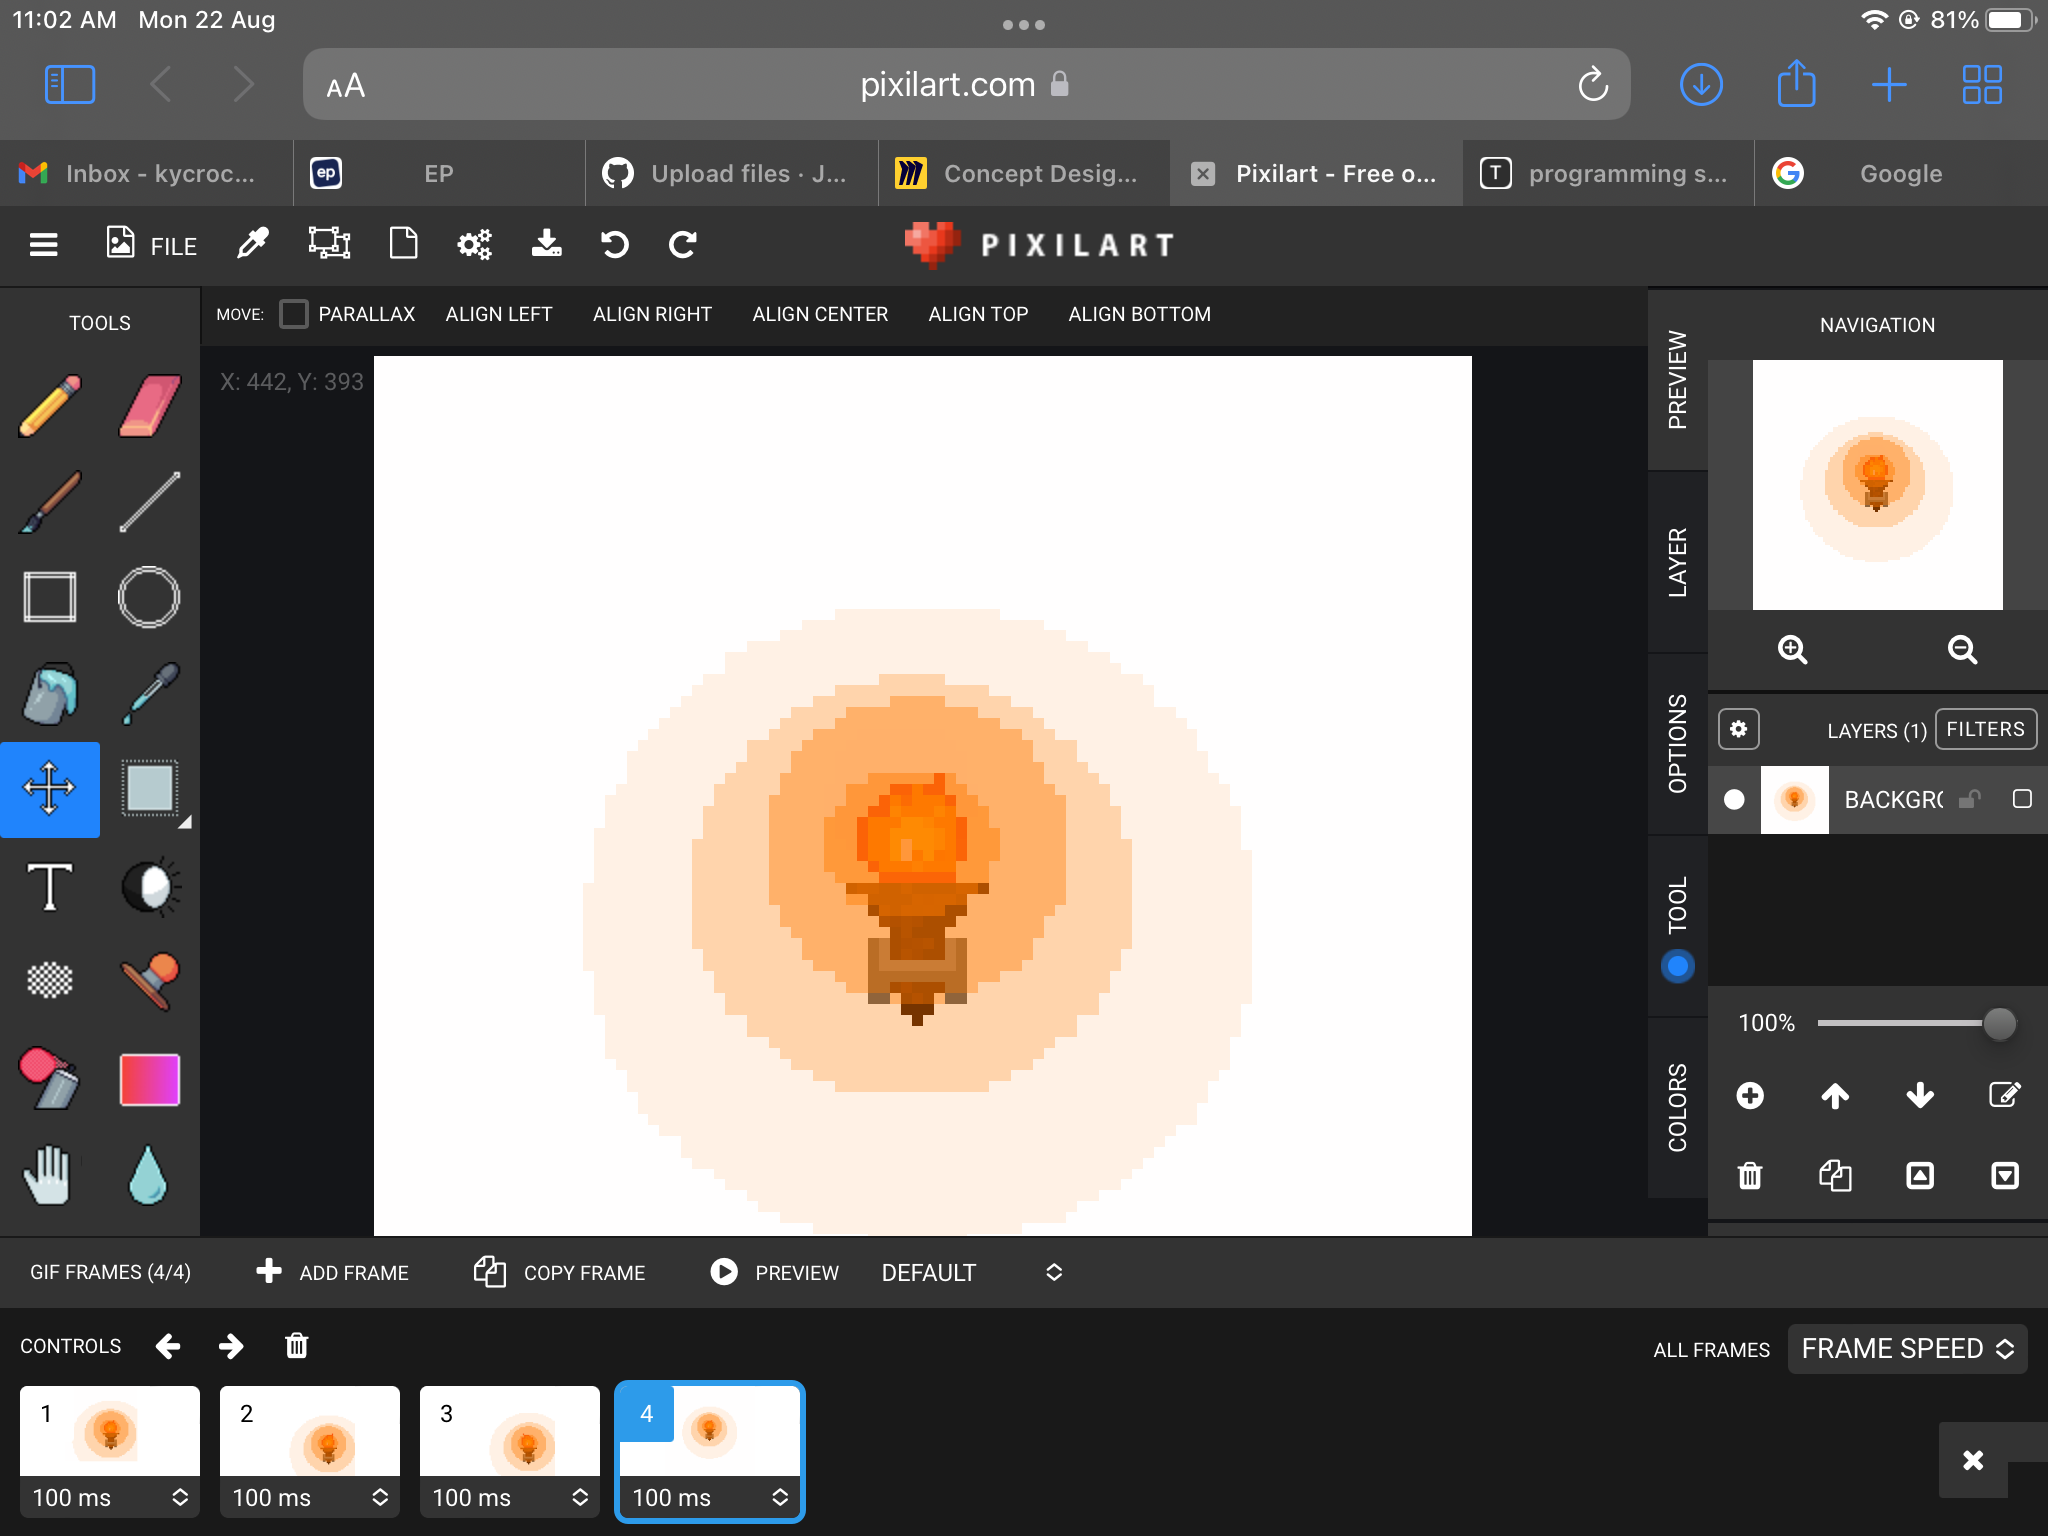 11:02 AM Mon 22 Aug
81%
AA
pixilart.com
Inbox - kycroc...
ep EP
Upload files · J...
Concept Desig...
Pixilart - Free o...
T programming s...
Google
FILE
PIXILART
TOOLS
MOVE: PARALLAX ALIGN LEFT ALIGN RIGHT ALIGN CENTER ALIGN TOP ALIGN BOTTOM
X: 442, Y: 393
T
PREVIEW
LAYER
OPTIONS
TOOL
COLORS
NAVIGATION
LAYERS (1) FILTERS
BACKGR
100%
GIF FRAMES (4/4) ADD FRAME COPY FRAME PREVIEW DEFAULT
CONTROLS
ALL FRAMES FRAME SPEED
1 2 3 4
100 ms 100 ms 100 ms 100 ms